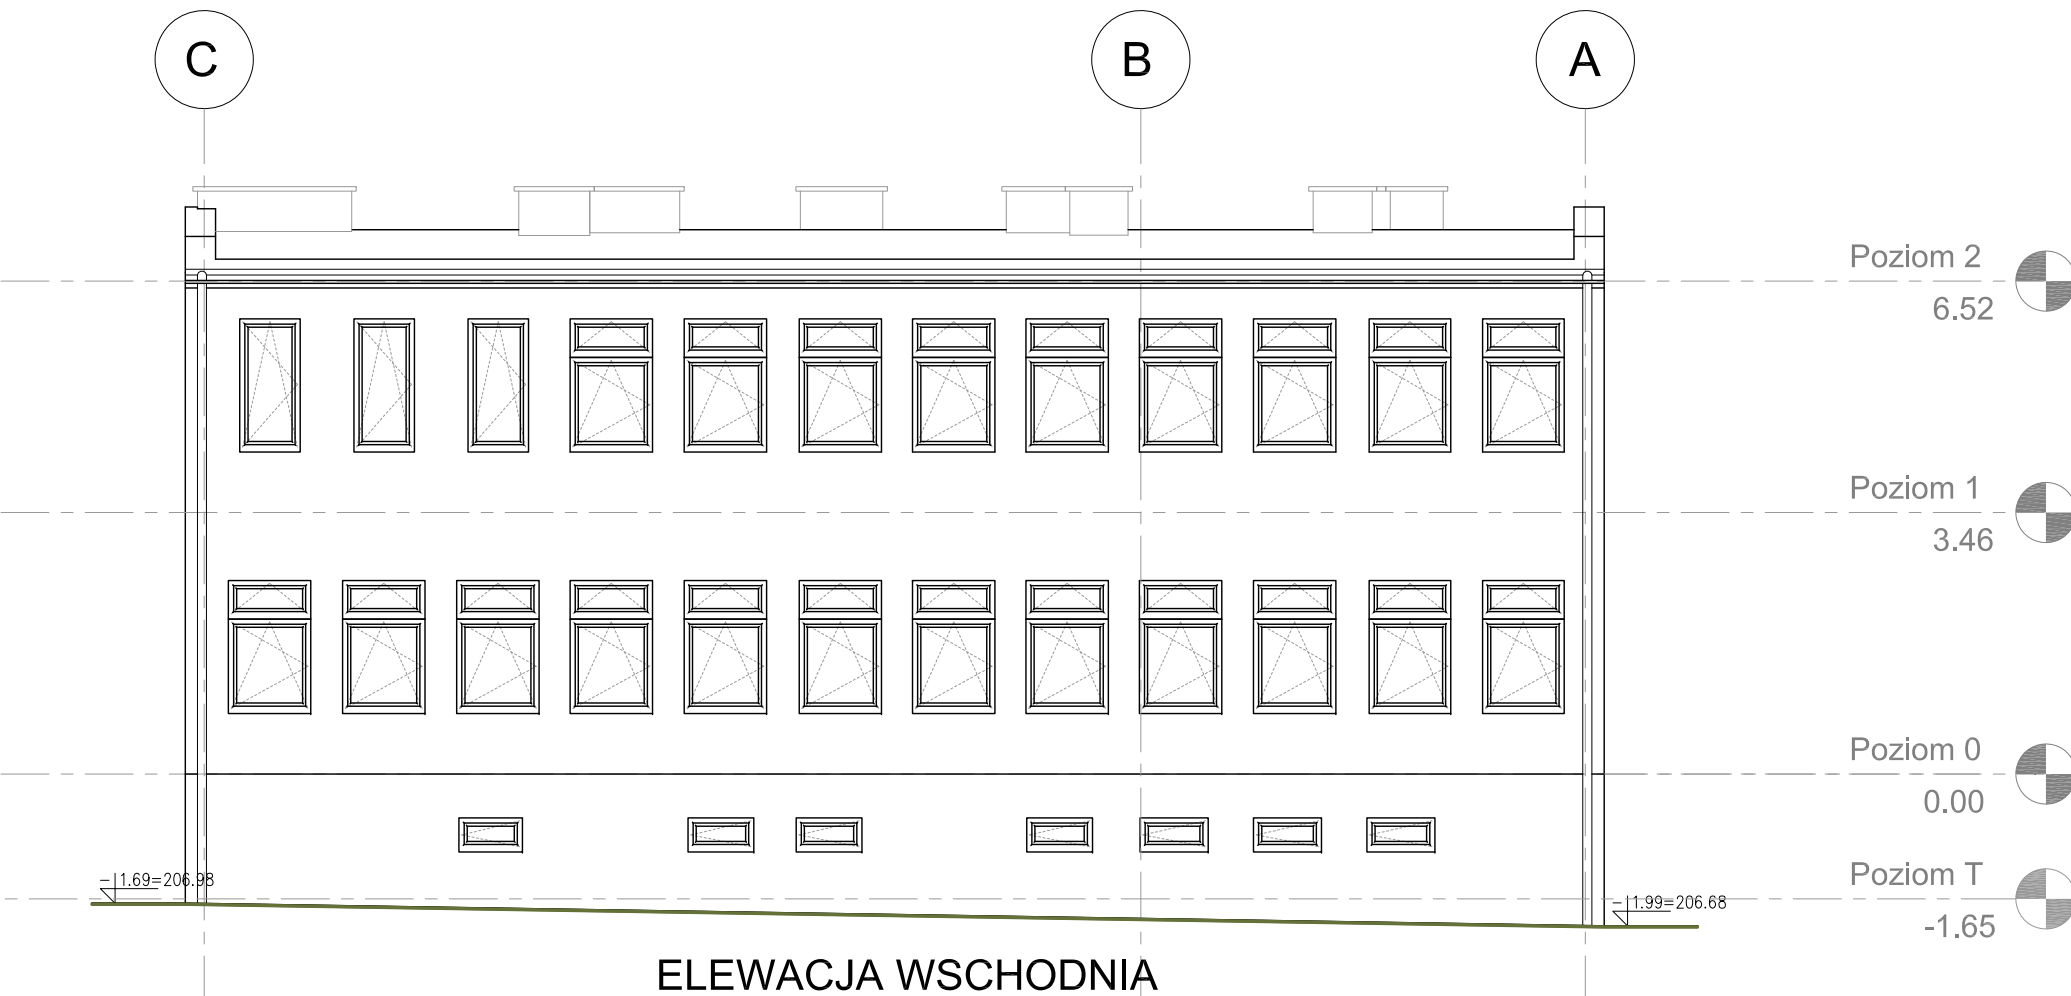 C B A
Poziom 2
6.52
Poziom 1
3.46
Poziom 0
0.00
Poziom T
-1.65
-1.69=206.98
-1.99=206.68
ELEWACJA WSCHODNIA